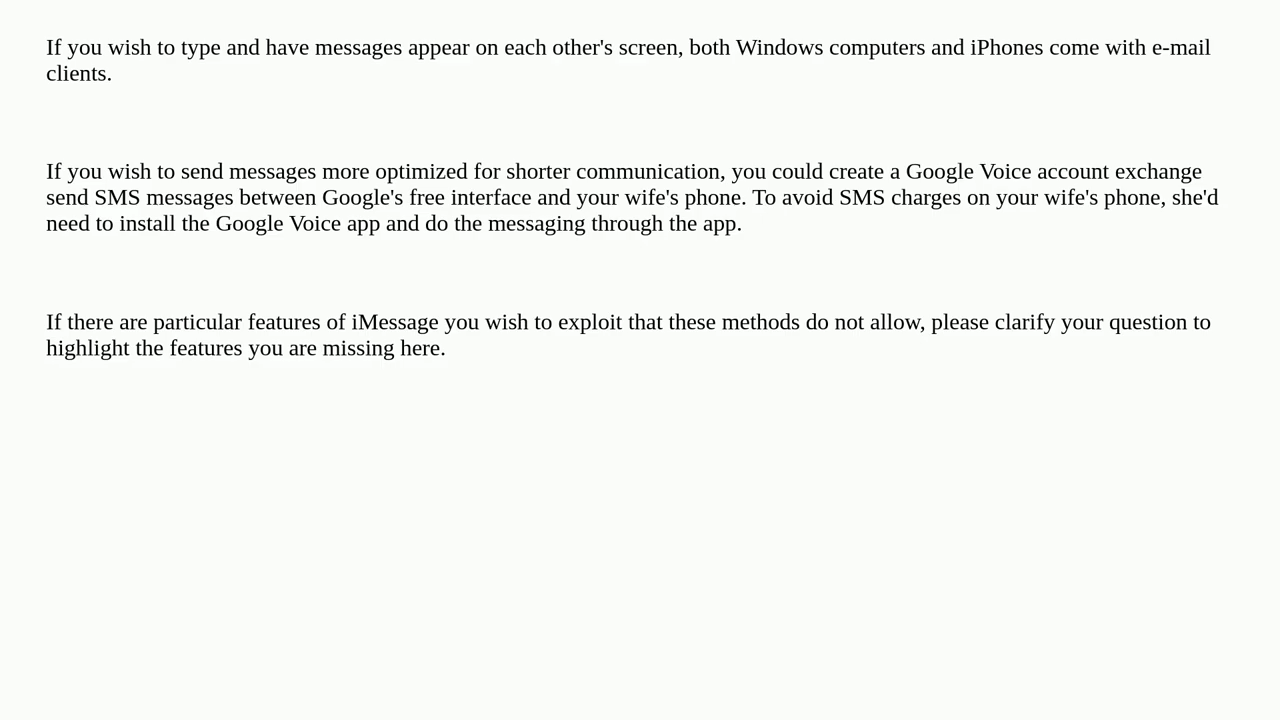 If you wish to type and have messages appear on each other's screen, both Windows computers and iPhones come with e-mail
clients.
If you wish to send messages more optimized for shorter communication, you could create a Google Voice account exchange
send SMS messages between Google's free interface and your wife's phone. To avoid SMS charges on your wife's phone, she'd
need to install the Google Voice app and do the messaging through the app.
If there are particular features of iMessage you wish to exploit that these methods do not allow, please clarify your question to
highlight the features you are missing here.